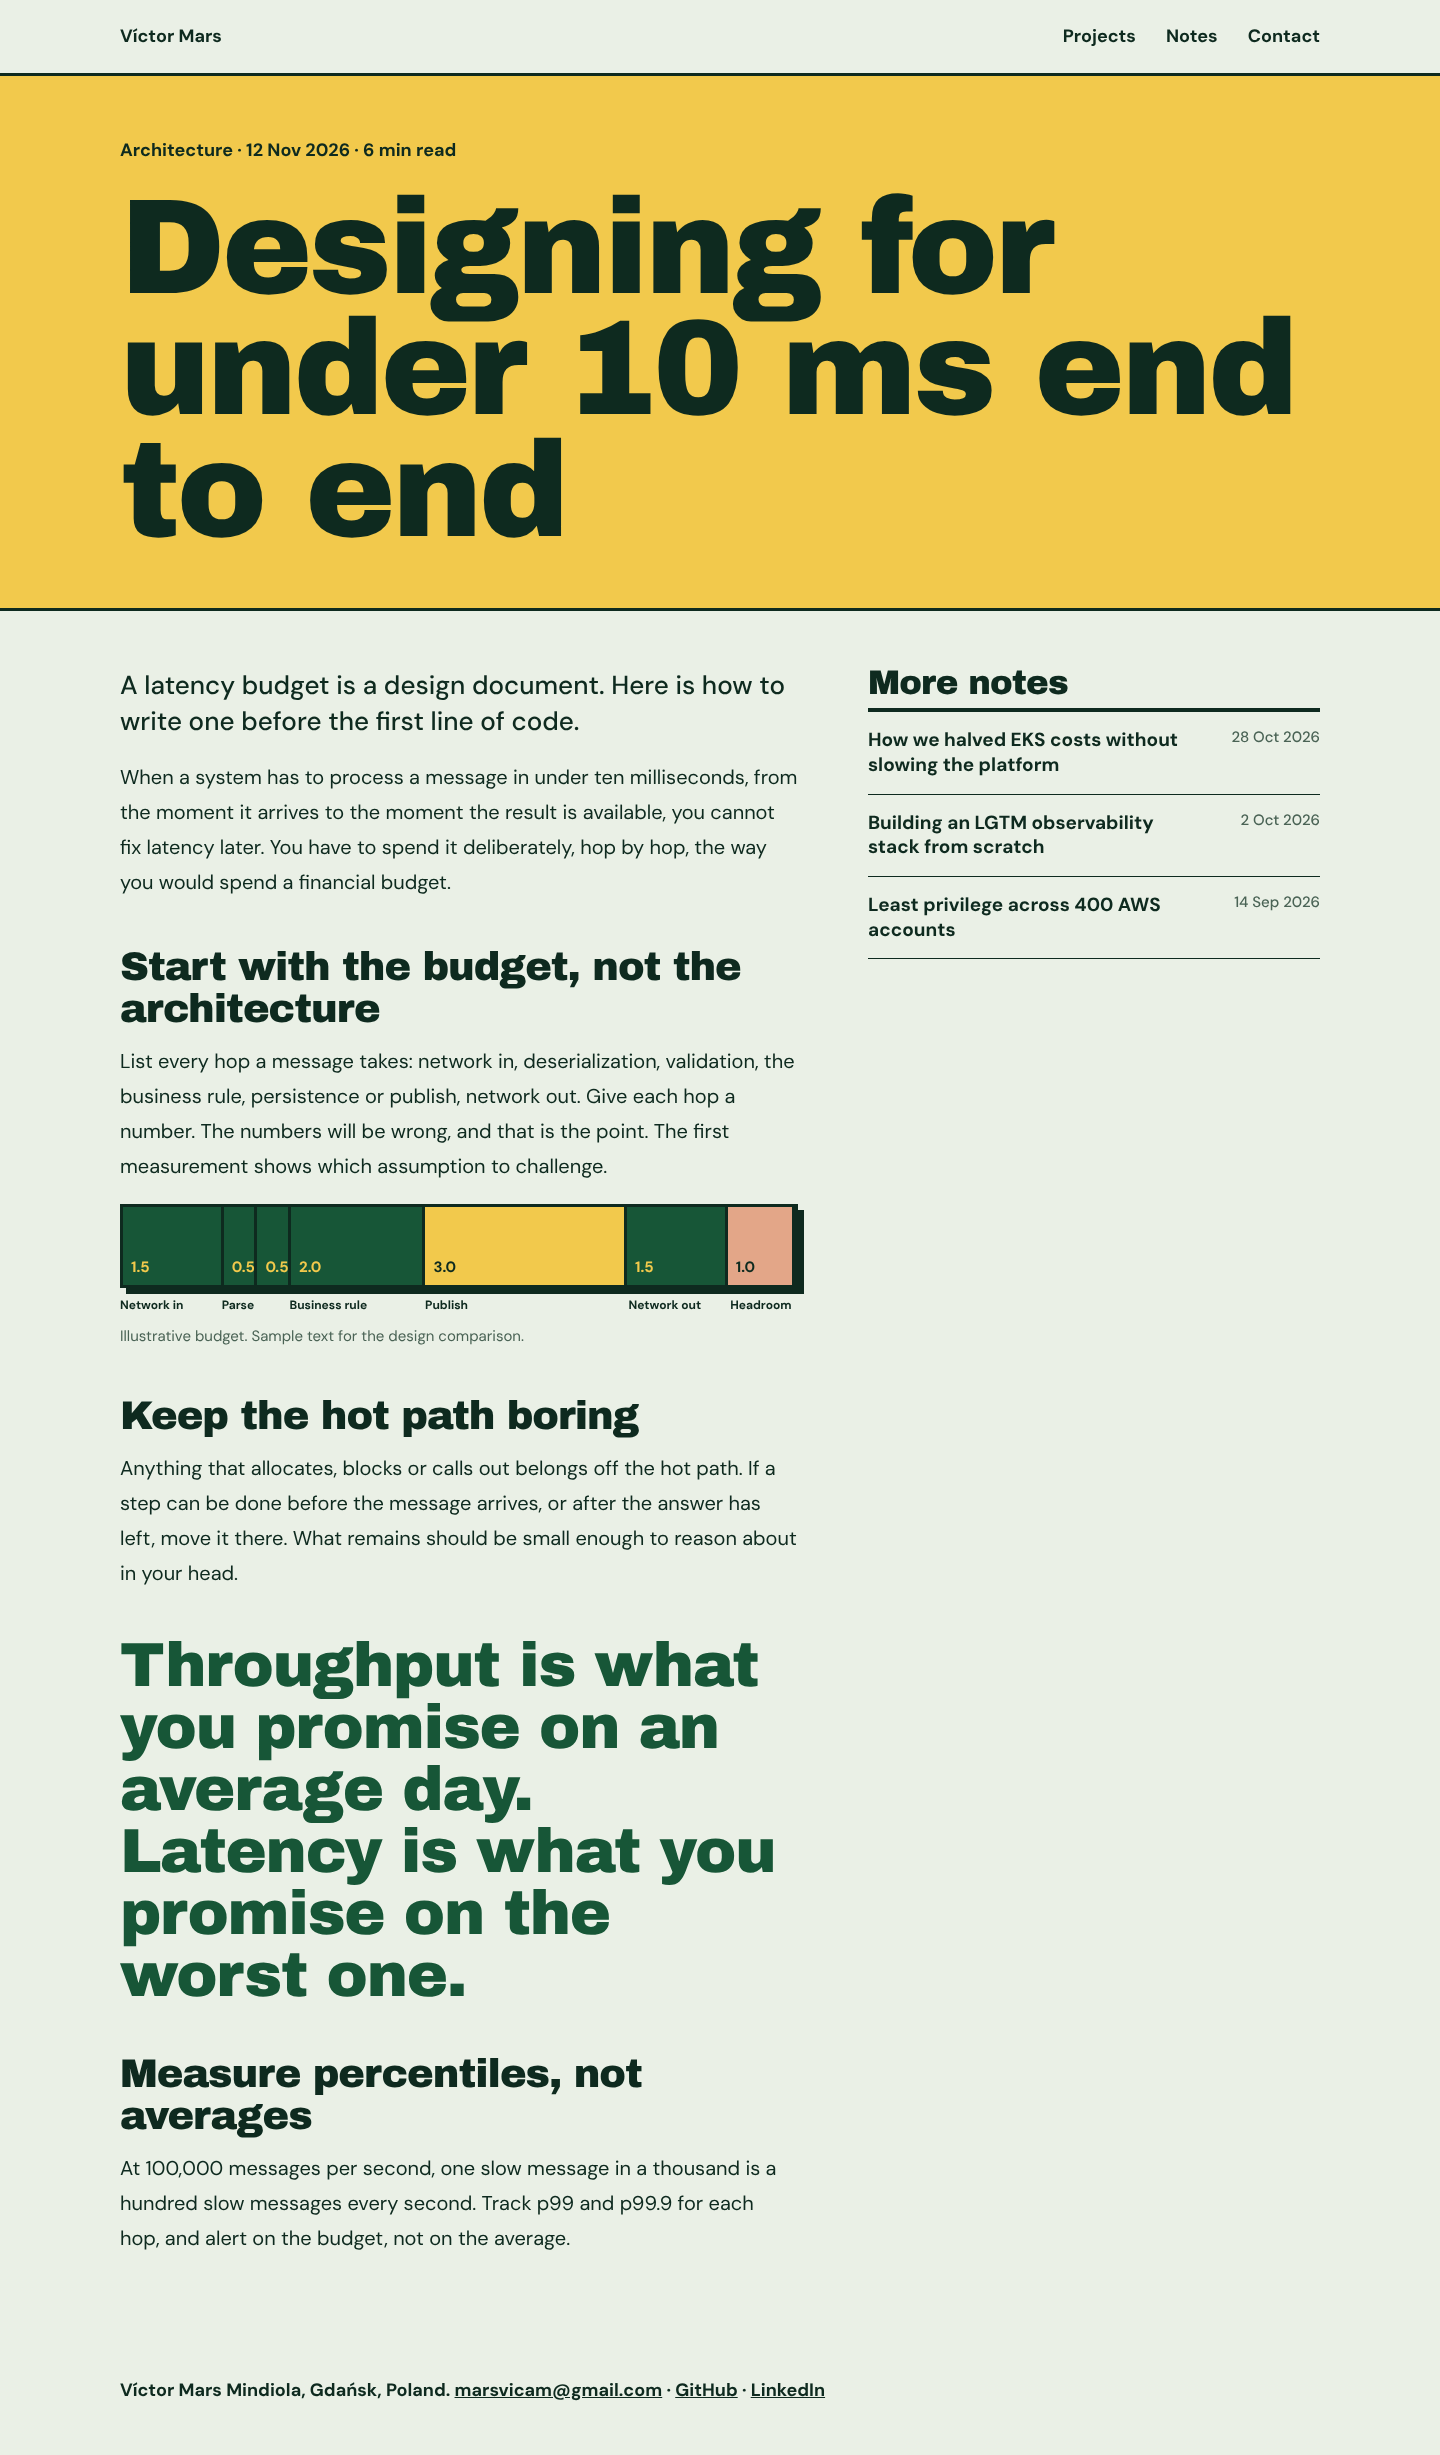 Víctor Mars
Projects Notes Contact
Architecture · 12 Nov 2026 · 6 min read
Designing for
under 10 ms end
to end
A latency budget is a design document. Here is how to
write one before the first line of code.
When a system has to process a message in under ten milliseconds, from
the moment it arrives to the moment the result is available, you cannot
fix latency later. You have to spend it deliberately, hop by hop, the way
you would spend a financial budget.
Start with the budget, not the
architecture
List every hop a message takes: network in, deserialization, validation, the
business rule, persistence or publish, network out. Give each hop a
number. The numbers will be wrong, and that is the point. The first
measurement shows which assumption to challenge.
1.5 0.5 0.5 2.0 3.0 1.5 1.0
Network in Parse Business rule Publish Network out Headroom
Illustrative budget. Sample text for the design comparison.
Keep the hot path boring
Anything that allocates, blocks or calls out belongs off the hot path. If a
step can be done before the message arrives, or after the answer has
left, move it there. What remains should be small enough to reason about
in your head.
Throughput is what
you promise on an
average day.
Latency is what you
promise on the
worst one.
Measure percentiles, not
averages
At 100,000 messages per second, one slow message in a thousand is a
hundred slow messages every second. Track p99 and p99.9 for each
hop, and alert on the budget, not on the average.
More notes
How we halved EKS costs without 28 Oct 2026
slowing the platform
Building an LGTM observability 2 Oct 2026
stack from scratch
Least privilege across 400 AWS 14 Sep 2026
accounts
Víctor Mars Mindiola, Gdańsk, Poland. marsvicam@gmail.com · GitHub · LinkedIn